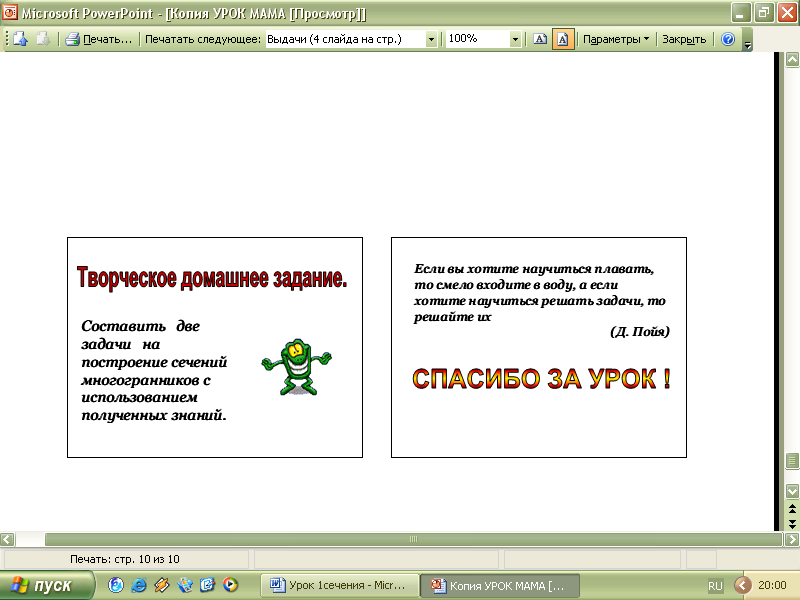 Microsoft PowerPoint - [Копия УРОК МАМА [Просмотр]]
Печать... Печатать следующее: Выдачи (4 слайда на стр.) 100% Параметры Закрыть
Творческое домашнее задание.
Составить две
задачи на
построение сечений
многогранников с
использованием
полученных знаний.
Если вы хотите научиться плавать,
то смело входите в воду, а если
хотите научиться решать задачи, то
решайте их
(Д. Пойя)
СПАСИБО ЗА УРОК !
Печать: стр. 10 из 10
пуск Урок 1сечения - Micr... Копия УРОК МАМА [... RU 20:00